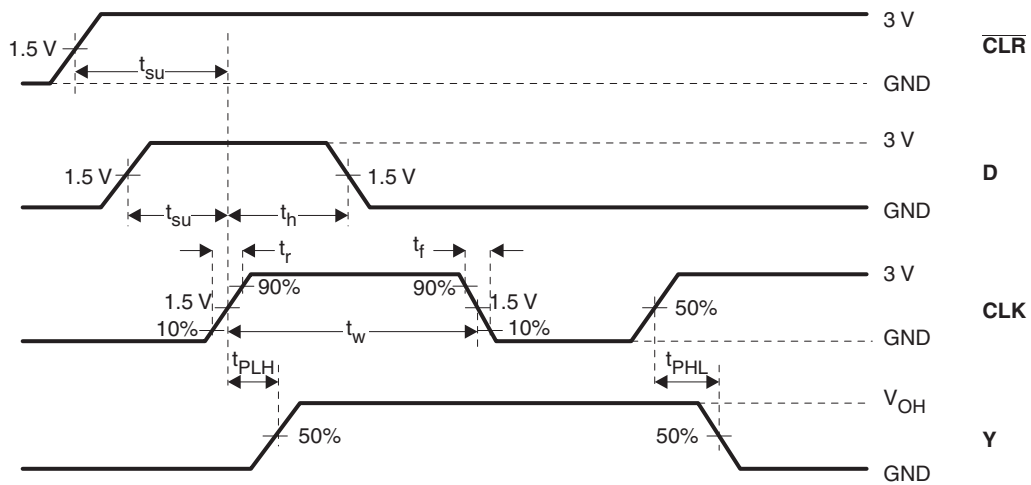 3 V
1.5 V
t_su
CLR
GND
3 V
1.5 V
1.5 V
D
t_su
t_h
GND
t_r
t_f
3 V
90%
90%
1.5 V
1.5 V
50%
CLK
10%
t_w
10%
GND
t_PLH
t_PHL
V_OH
50%
50%
Y
GND